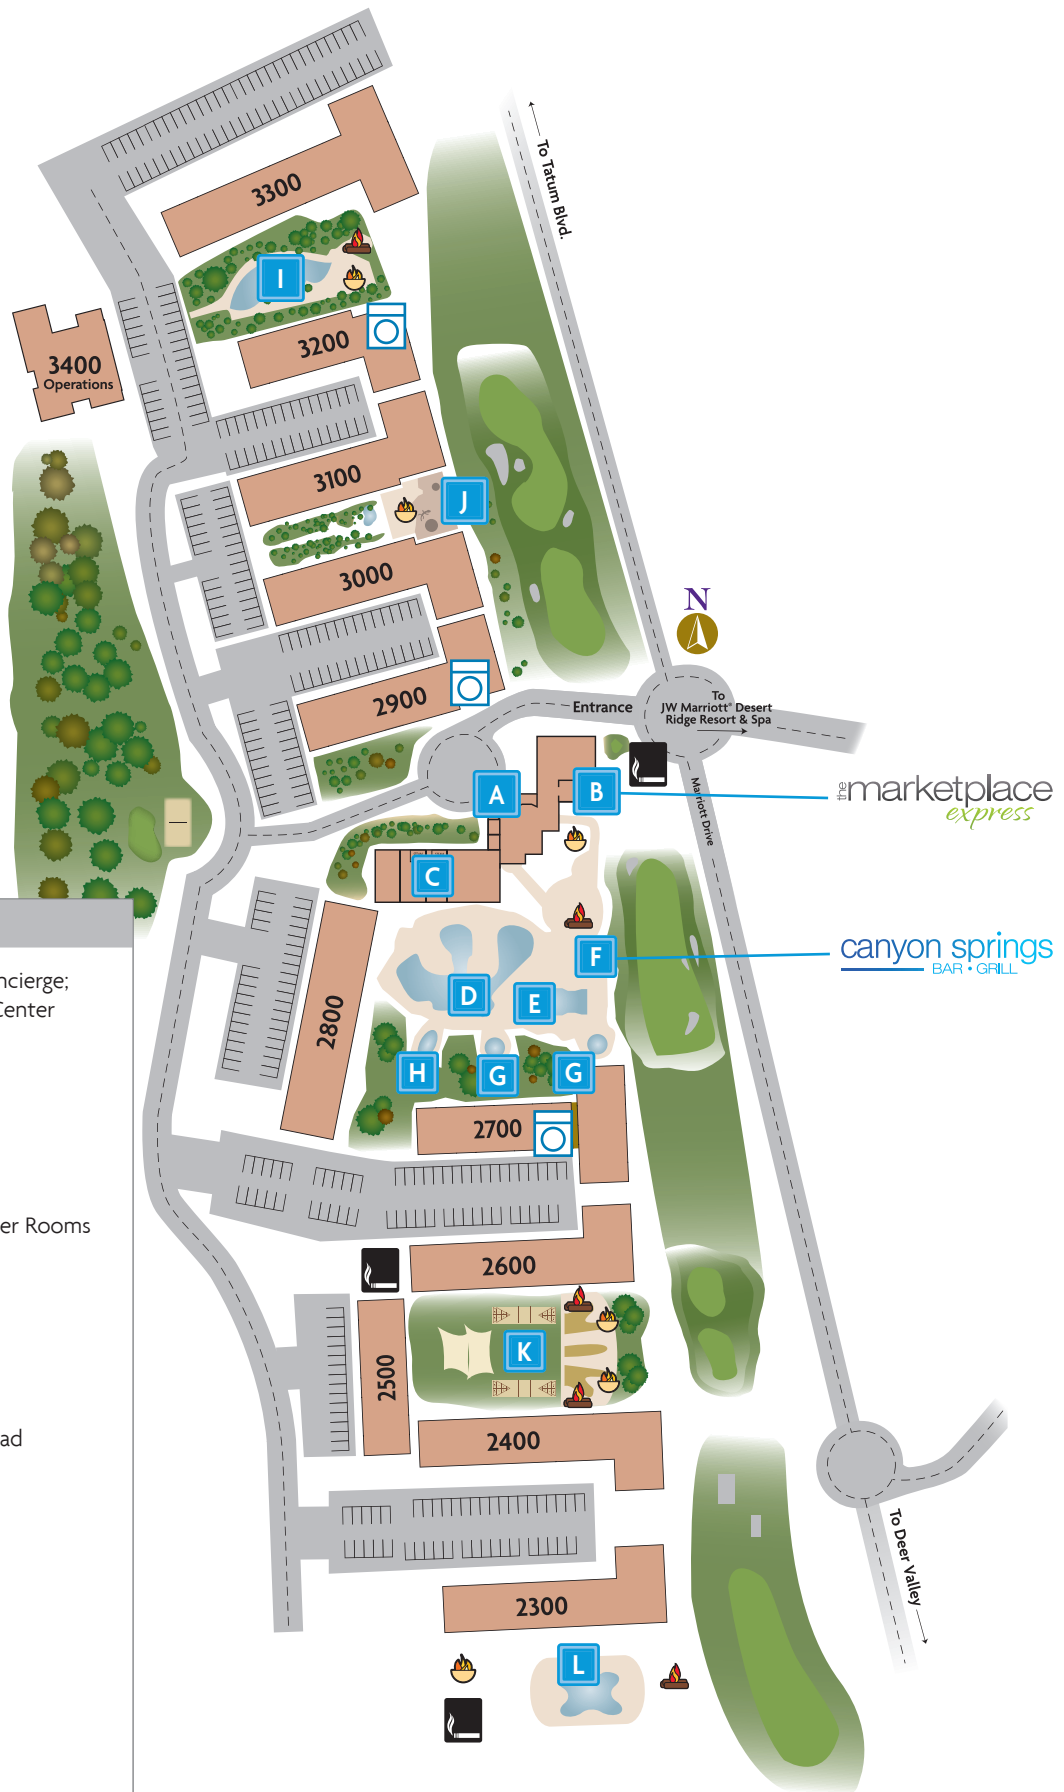 To Tatum Blvd.
3300
I
3200
3400
Operations
3100
J
3000
N
2900
Entrance
To
JW Marriott® Desert
Ridge Resort & Spa
A
B
the marketplace
express
Marriott Drive
C
F
canyon springs
BAR • GRILL
ncierge;
Center
D
E
2800
H
G
G
2700
er Rooms
2600
K
2500
ad
2400
To Deer Valley
2300
L